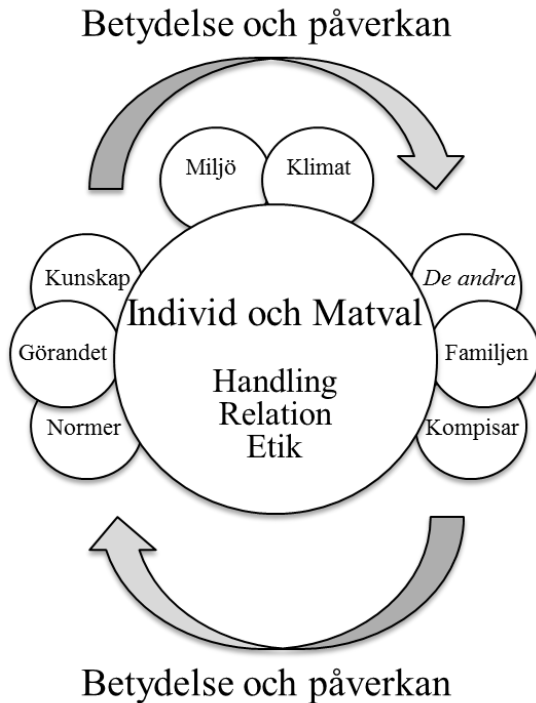 Betydelse och påverkan
Miljö
Klimat
Kunskap
De andra
Individ och Matval
Görandet
Familjen
Handling
Relation
Etik
Normer
Kompisar
Betydelse och påverkan